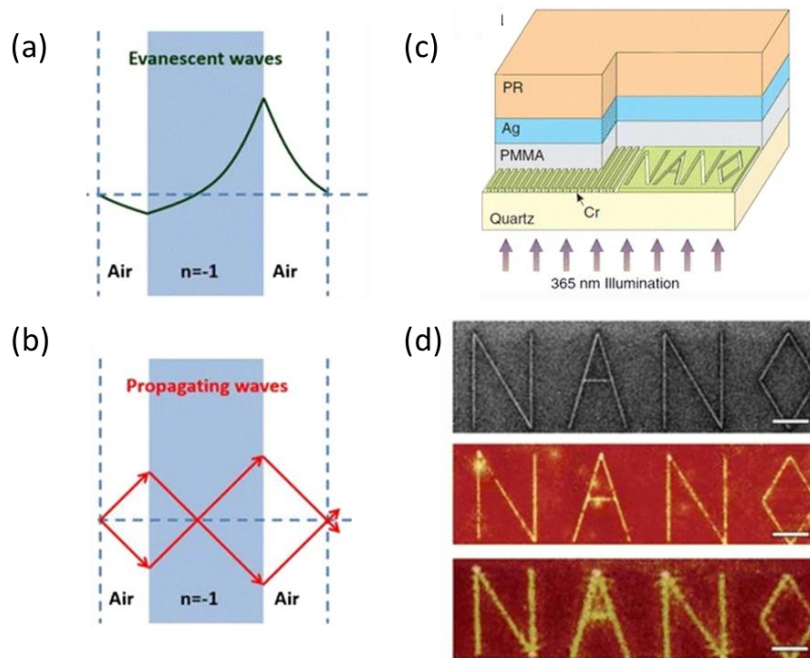 (a)
Evanescent waves
Air n=-1 Air
(b)
Propagating waves
Air n=-1 Air
(c)
PR
Ag
PMMA
NANO
Cr
Quartz
365 nm Illumination
(d)
NANO
NANO
NANO